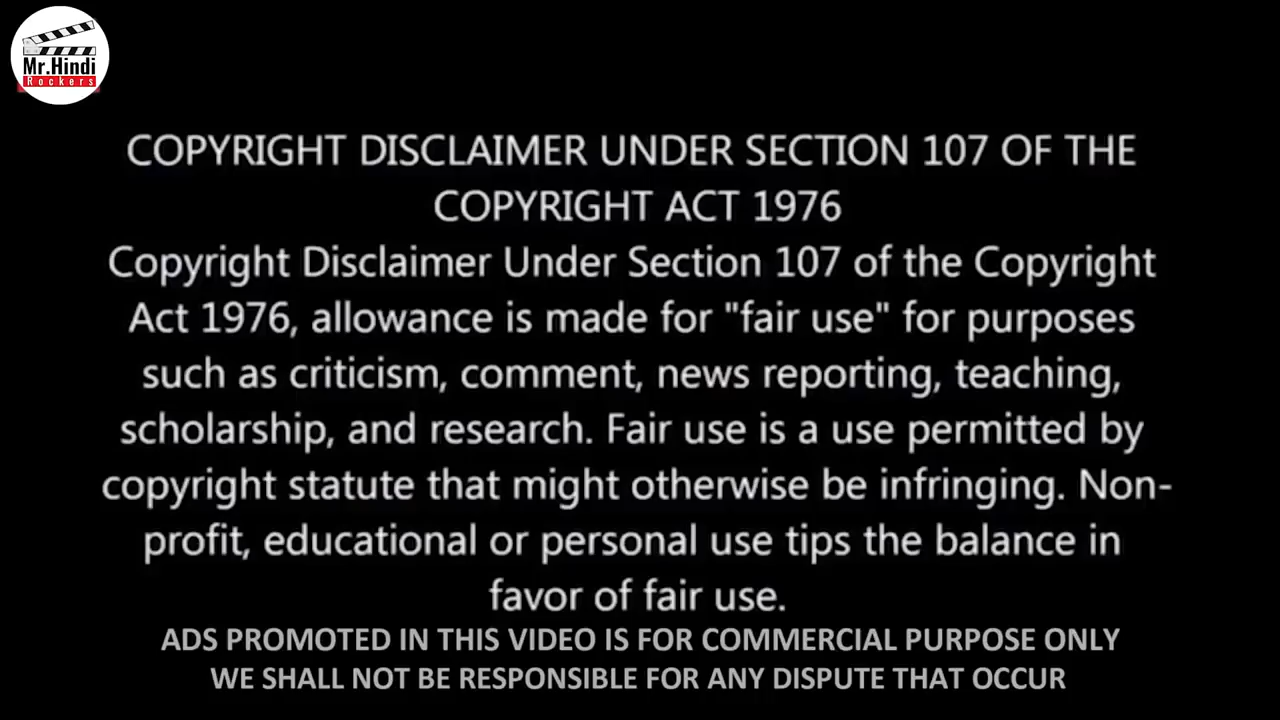 Mr.Hindi
Rockers
COPYRIGHT DISCLAIMER UNDER SECTION 107 OF THE
COPYRIGHT ACT 1976
Copyright Disclaimer Under Section 107 of the Copyright
Act 1976, allowance is made for "fair use" for purposes
such as criticism, comment, news reporting, teaching,
scholarship, and research. Fair use is a use permitted by
copyright statute that might otherwise be infringing. Non-
profit, educational or personal use tips the balance in
favor of fair use.
ADS PROMOTED IN THIS VIDEO IS FOR COMMERCIAL PURPOSE ONLY
WE SHALL NOT BE RESPONSIBLE FOR ANY DISPUTE THAT OCCUR